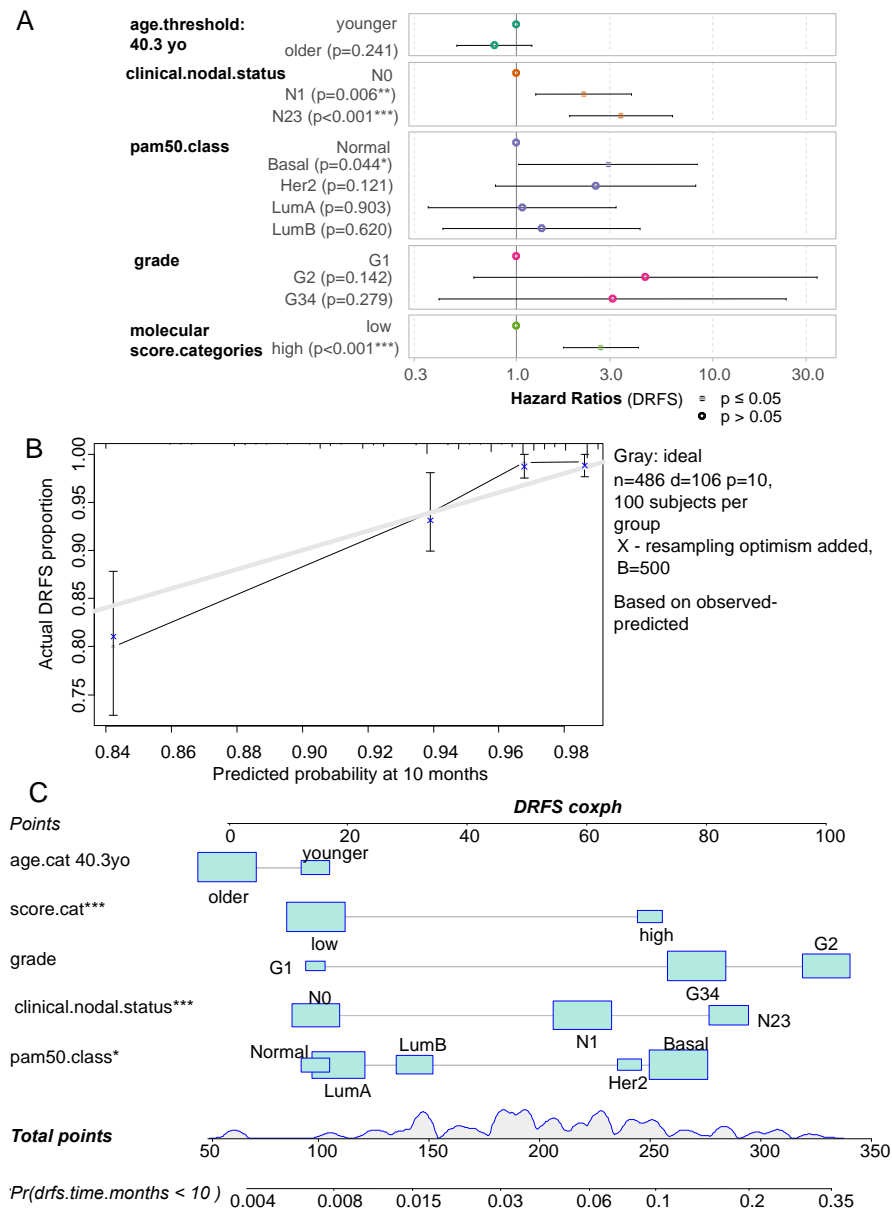 A
age.threshold:
40.3 yo
younger
older (p=0.241)
clinical.nodal.status
N0
N1 (p=0.006**)
N23 (p<0.001***)
pam50.class
Normal
Basal (p=0.044*)
Her2 (p=0.121)
LumA (p=0.903)
LumB (p=0.620)
grade
G1
G2 (p=0.142)
G34 (p=0.279)
molecular
score.categories
low
high (p<0.001***)
0.3 1.0 3.0 10.0 30.0
Hazard Ratios (DRFS)
p ≤ 0.05
p > 0.05
B
Actual DRFS proportion
1.00
0.95
0.90
0.85
0.80
0.75
0.84 0.86 0.88 0.90 0.92 0.94 0.96 0.98
Predicted probability at 10 months
Gray: ideal
n=486 d=106 p=10,
100 subjects per
group
X - resampling optimism added,
B=500
Based on observed-
predicted
C
DRFS coxph
Points
0 20 40 60 80 100
age.cat 40.3yo
younger
older
score.cat***
low
high
grade
G1
G2
G34
clinical.nodal.status***
N0
N1
N23
pam50.class*
Normal
LumA
LumB
Her2
Basal
Total points
50 100 150 200 250 300 350
Pr(drfs.time.months < 10 )
0.004 0.008 0.015 0.03 0.06 0.1 0.2 0.35